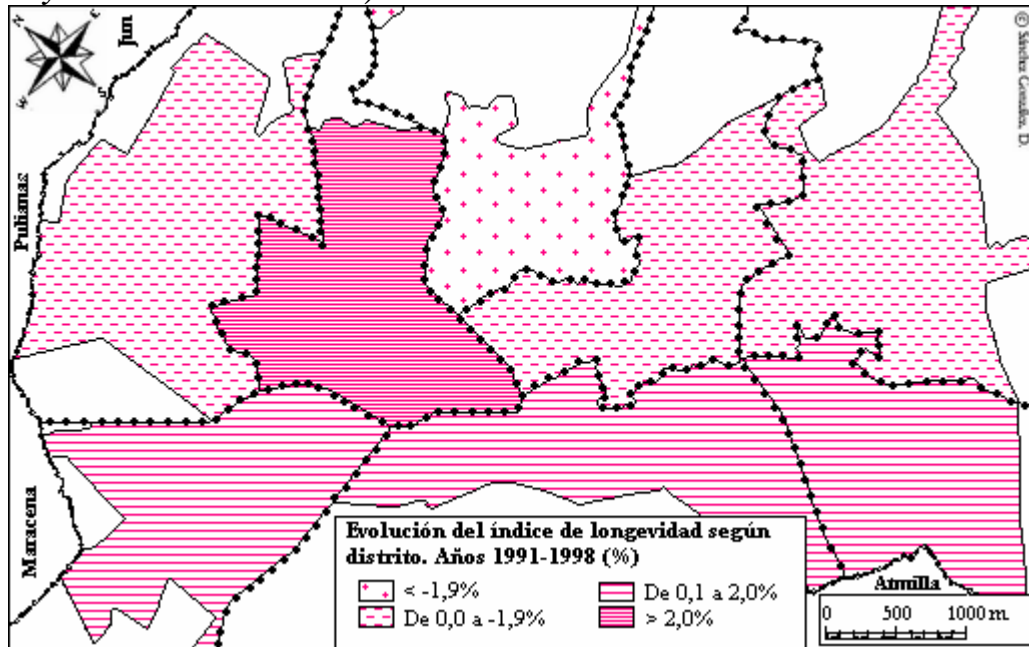 N
E
S
W
Jun
© Sánchez González, D.
Pulianas
Maracena
Evolución del índice de longevidad según
distrito. Años 1991-1998 (%)
< -1,9%
De 0,1 a 2,0%
De 0,0 a -1,9%
> 2,0%
Atmilla
0 500 1000 m.